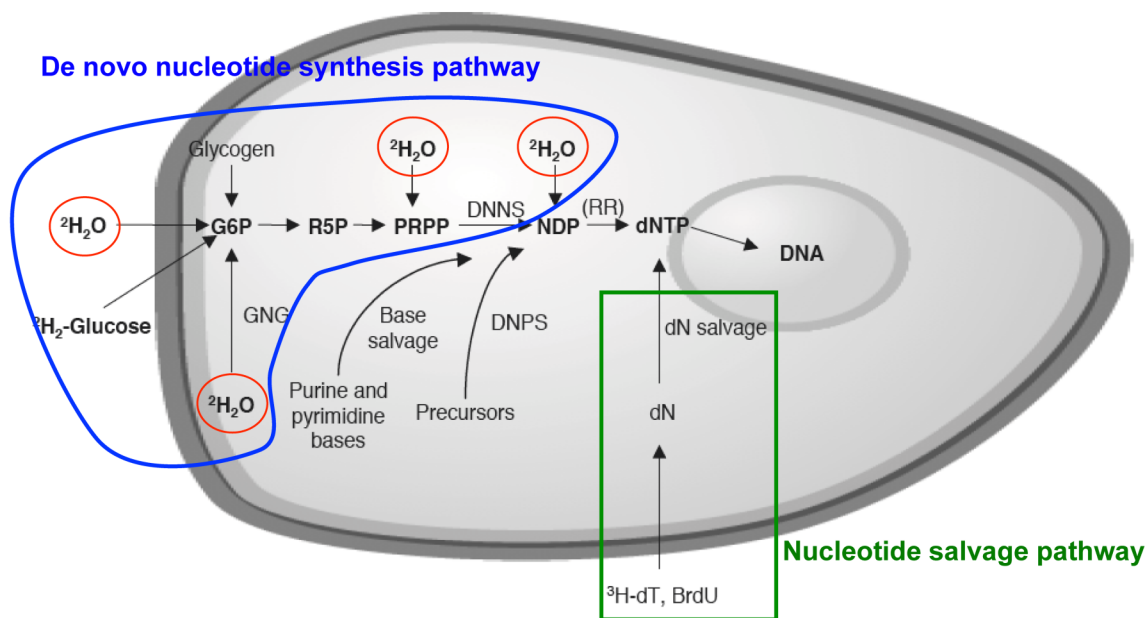 De novo nucleotide synthesis pathway
Glycogen
²H₂O
²H₂O
²H₂O
G6P
R5P
PRPP
DNNS
NDP
(RR)
dNTP
DNA
²H₂-Glucose
GNG
Base
salvage
DNPS
dN salvage
²H₂O
Purine and
pyrimidine
bases
Precursors
dN
Nucleotide salvage pathway
³H-dT, BrdU